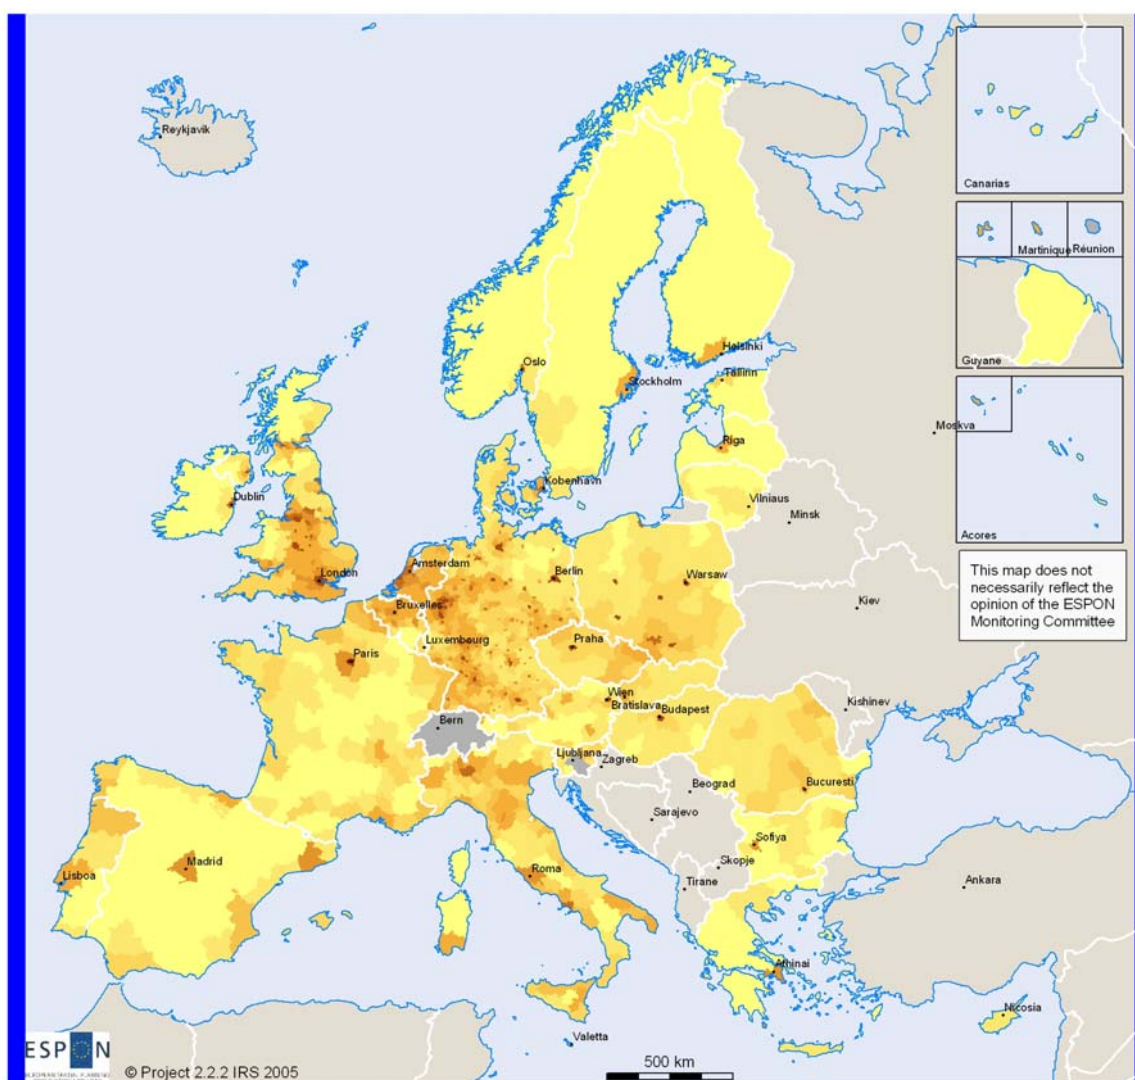 Reykjavik
Canarias
Martinique
Réunion
Guyane
Helsinki
Oslo
Tallinn
Stockholm
Moskva
Riga
Kobenhavn
Dublin
Vilniaus
Minsk
Acores
Amsterdam
Berlin
London
Warsaw
This map does not
necessarily reflect the
opinion of the ESPON
Monitoring Committee
Kiev
Bruxelles
Praha
Luxembourg
Paris
Wien
Bratislava
Budapest
Kishinev
Bern
Ljubljana
Zagreb
Beograd
Bucuresti
Sarajevo
Sofiya
Madrid
Skopje
Roma
Lisboa
Tirane
Ankara
Athinai
Nicosia
Valetta
ESPON
500 km
© Project 2.2.2 IRS 2005